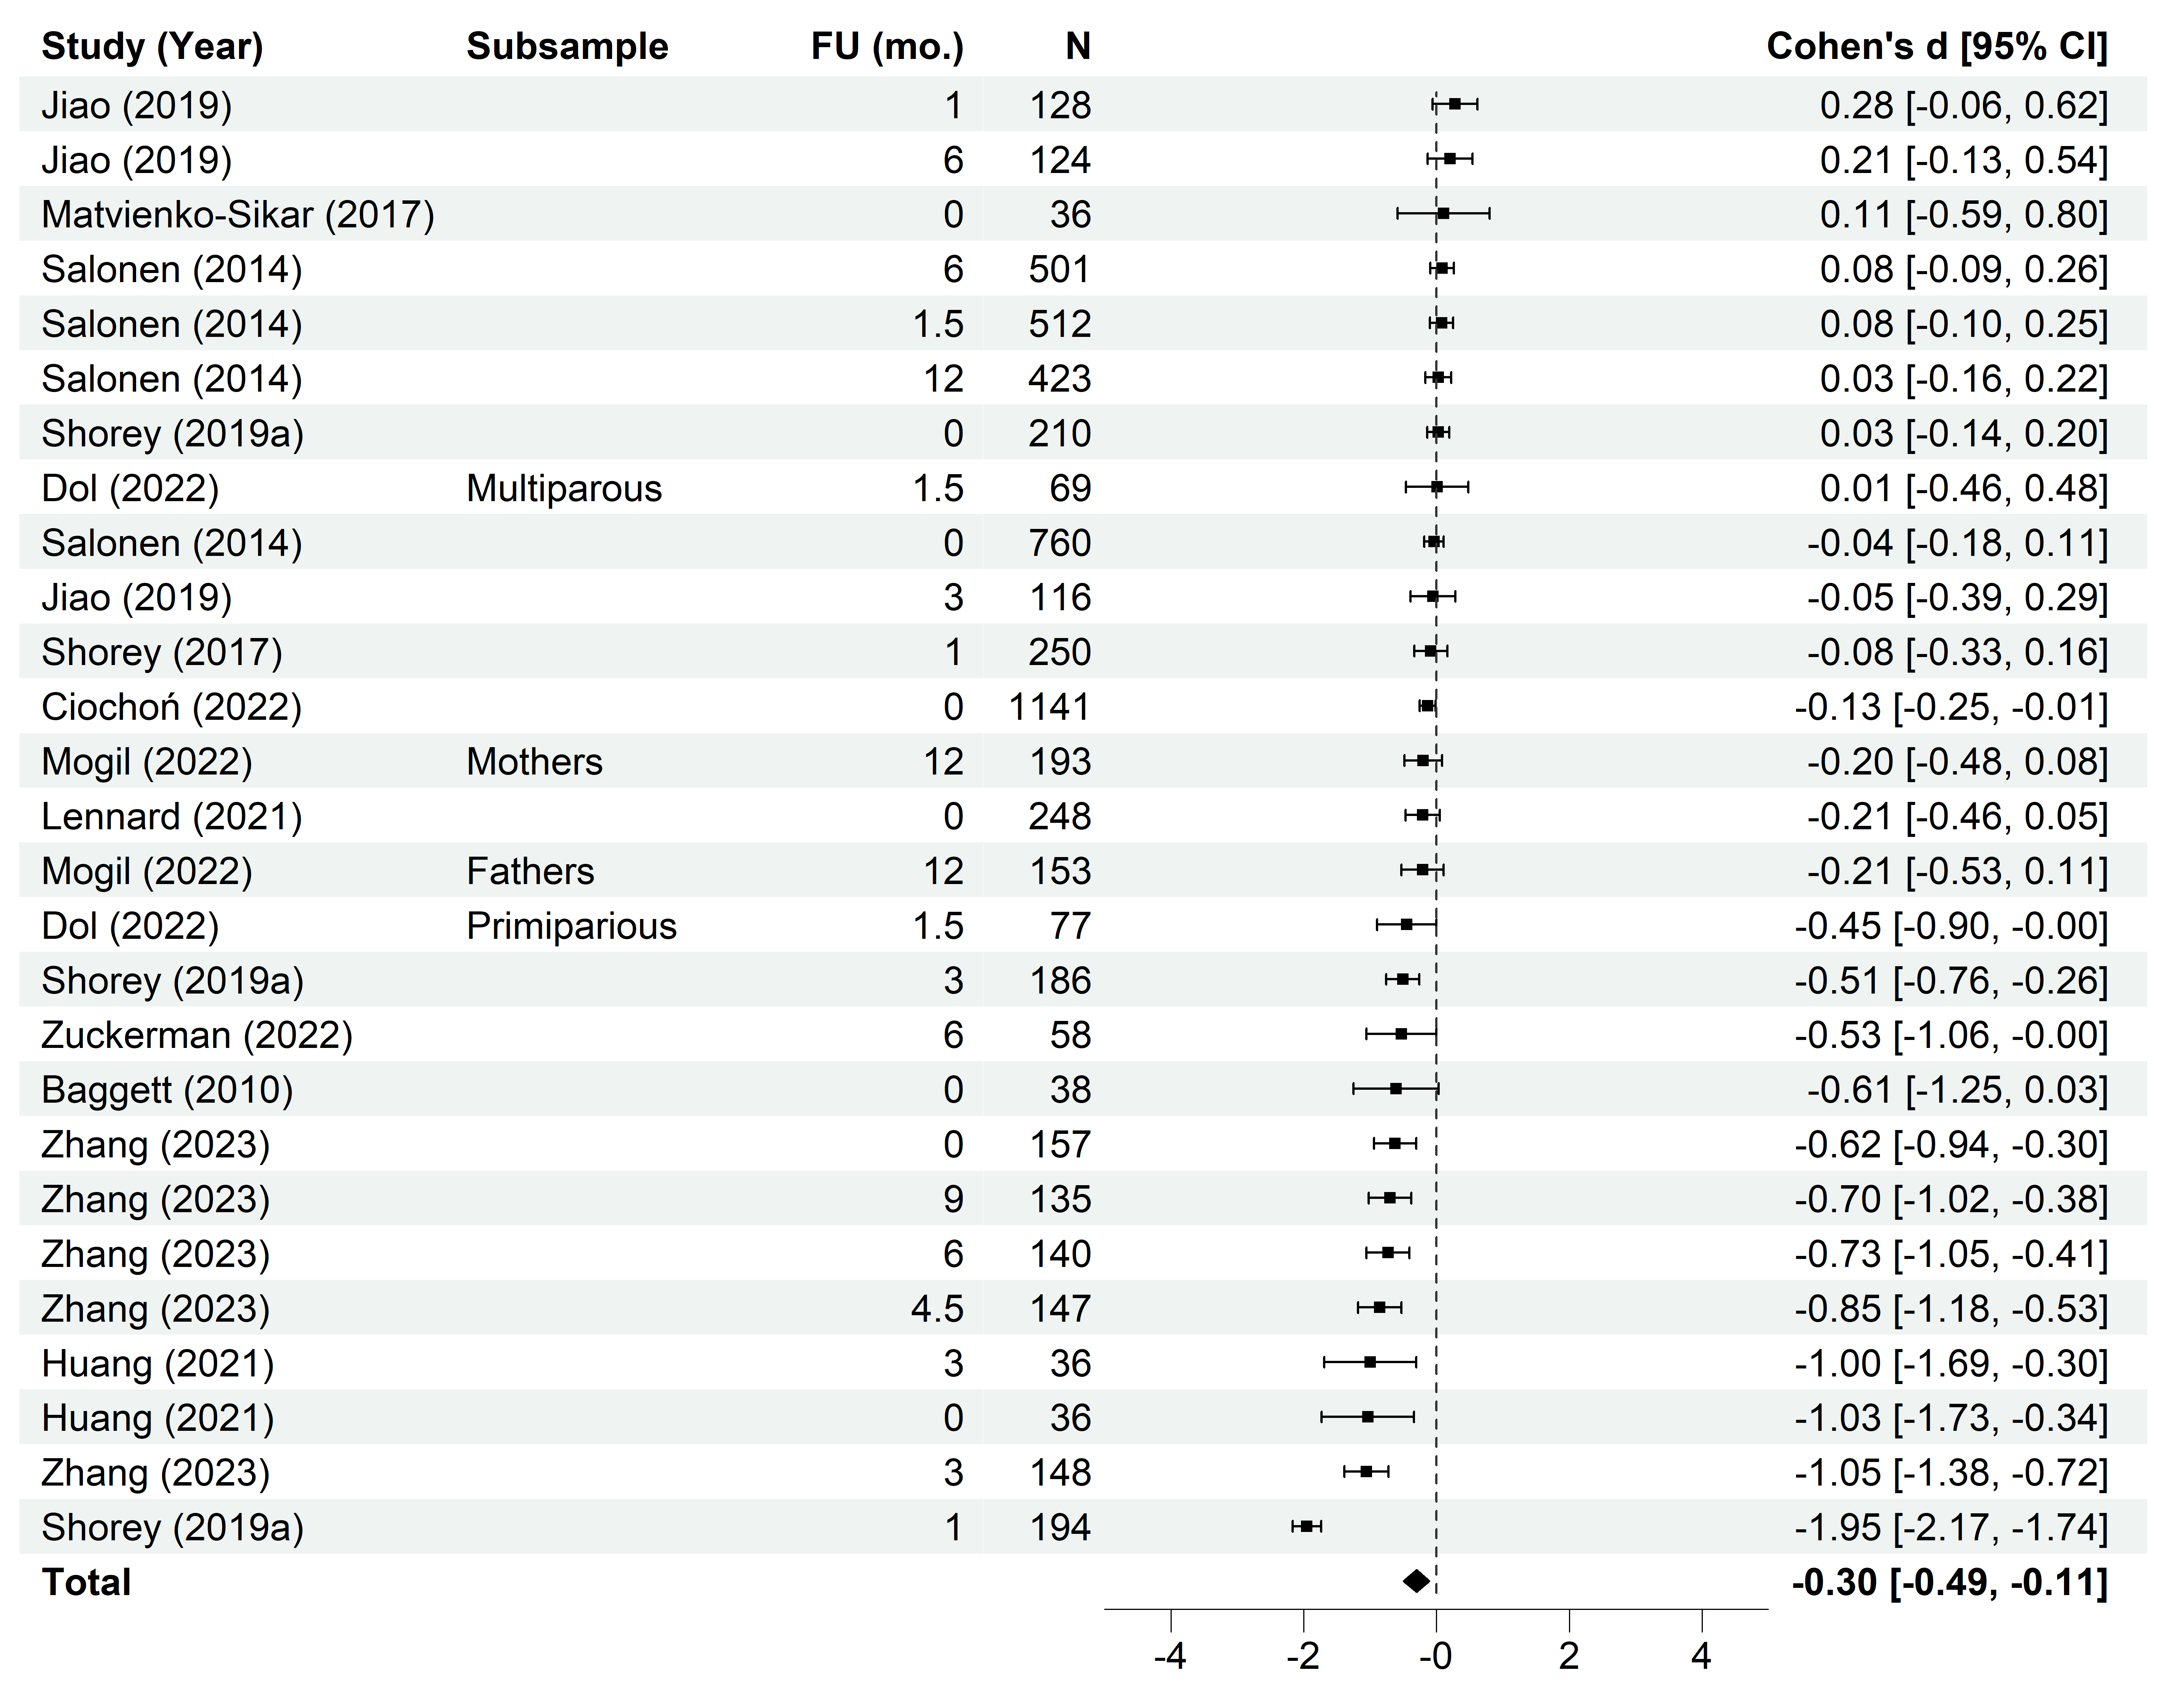 Study (Year) Subsample FU (mo.) N Cohen's d [95% CI]
Jiao (2019) 1 128 0.28 [-0.06, 0.62]
Jiao (2019) 6 124 0.21 [-0.13, 0.54]
Matvienko-Sikar (2017) 0 36 0.11 [-0.59, 0.80]
Salonen (2014) 6 501 0.08 [-0.09, 0.26]
Salonen (2014) 1.5 512 0.08 [-0.10, 0.25]
Salonen (2014) 12 423 0.03 [-0.16, 0.22]
Shorey (2019a) 0 210 0.03 [-0.14, 0.20]
Dol (2022) Multiparous 1.5 69 0.01 [-0.46, 0.48]
Salonen (2014) 0 760 -0.04 [-0.18, 0.11]
Jiao (2019) 3 116 -0.05 [-0.39, 0.29]
Shorey (2017) 1 250 -0.08 [-0.33, 0.16]
Ciochoń (2022) 0 1141 -0.13 [-0.25, -0.01]
Mogil (2022) Mothers 12 193 -0.20 [-0.48, 0.08]
Lennard (2021) 0 248 -0.21 [-0.46, 0.05]
Mogil (2022) Fathers 12 153 -0.21 [-0.53, 0.11]
Dol (2022) Primiparious 1.5 77 -0.45 [-0.90, -0.00]
Shorey (2019a) 3 186 -0.51 [-0.76, -0.26]
Zuckerman (2022) 6 58 -0.53 [-1.06, -0.00]
Baggett (2010) 0 38 -0.61 [-1.25, 0.03]
Zhang (2023) 0 157 -0.62 [-0.94, -0.30]
Zhang (2023) 9 135 -0.70 [-1.02, -0.38]
Zhang (2023) 6 140 -0.73 [-1.05, -0.41]
Zhang (2023) 4.5 147 -0.85 [-1.18, -0.53]
Huang (2021) 3 36 -1.00 [-1.69, -0.30]
Huang (2021) 0 36 -1.03 [-1.73, -0.34]
Zhang (2023) 3 148 -1.05 [-1.38, -0.72]
Shorey (2019a) 1 194 -1.95 [-2.17, -1.74]
Total -0.30 [-0.49, -0.11]
-4 -2 -0 2 4